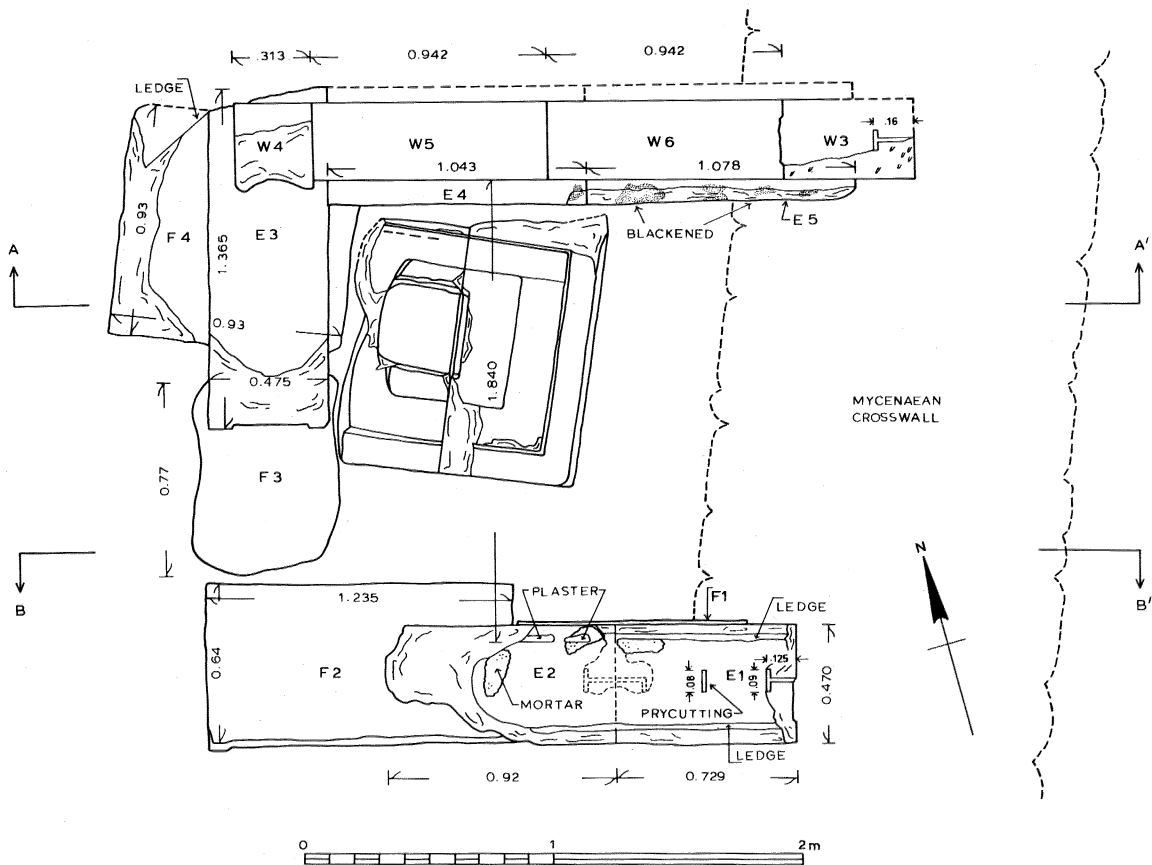 .313
0.942
0.942
LEDGE
.16
W4
W5
W6
W3
1.043
1.078
E4
E5
BLACKENED
0.93
F4
E3
1.365
A
A'
0.93
1.840
0.475
MYCENAEAN
CROSSWALL
0.77
F3
N
B
B'
1.235
PLASTER
F1
LEDGE
0.64
F2
E2
E1
.125
.08
.09
0.470
MORTAR
PRYCUTTING
LEDGE
0.92
0.729
0
1
2m